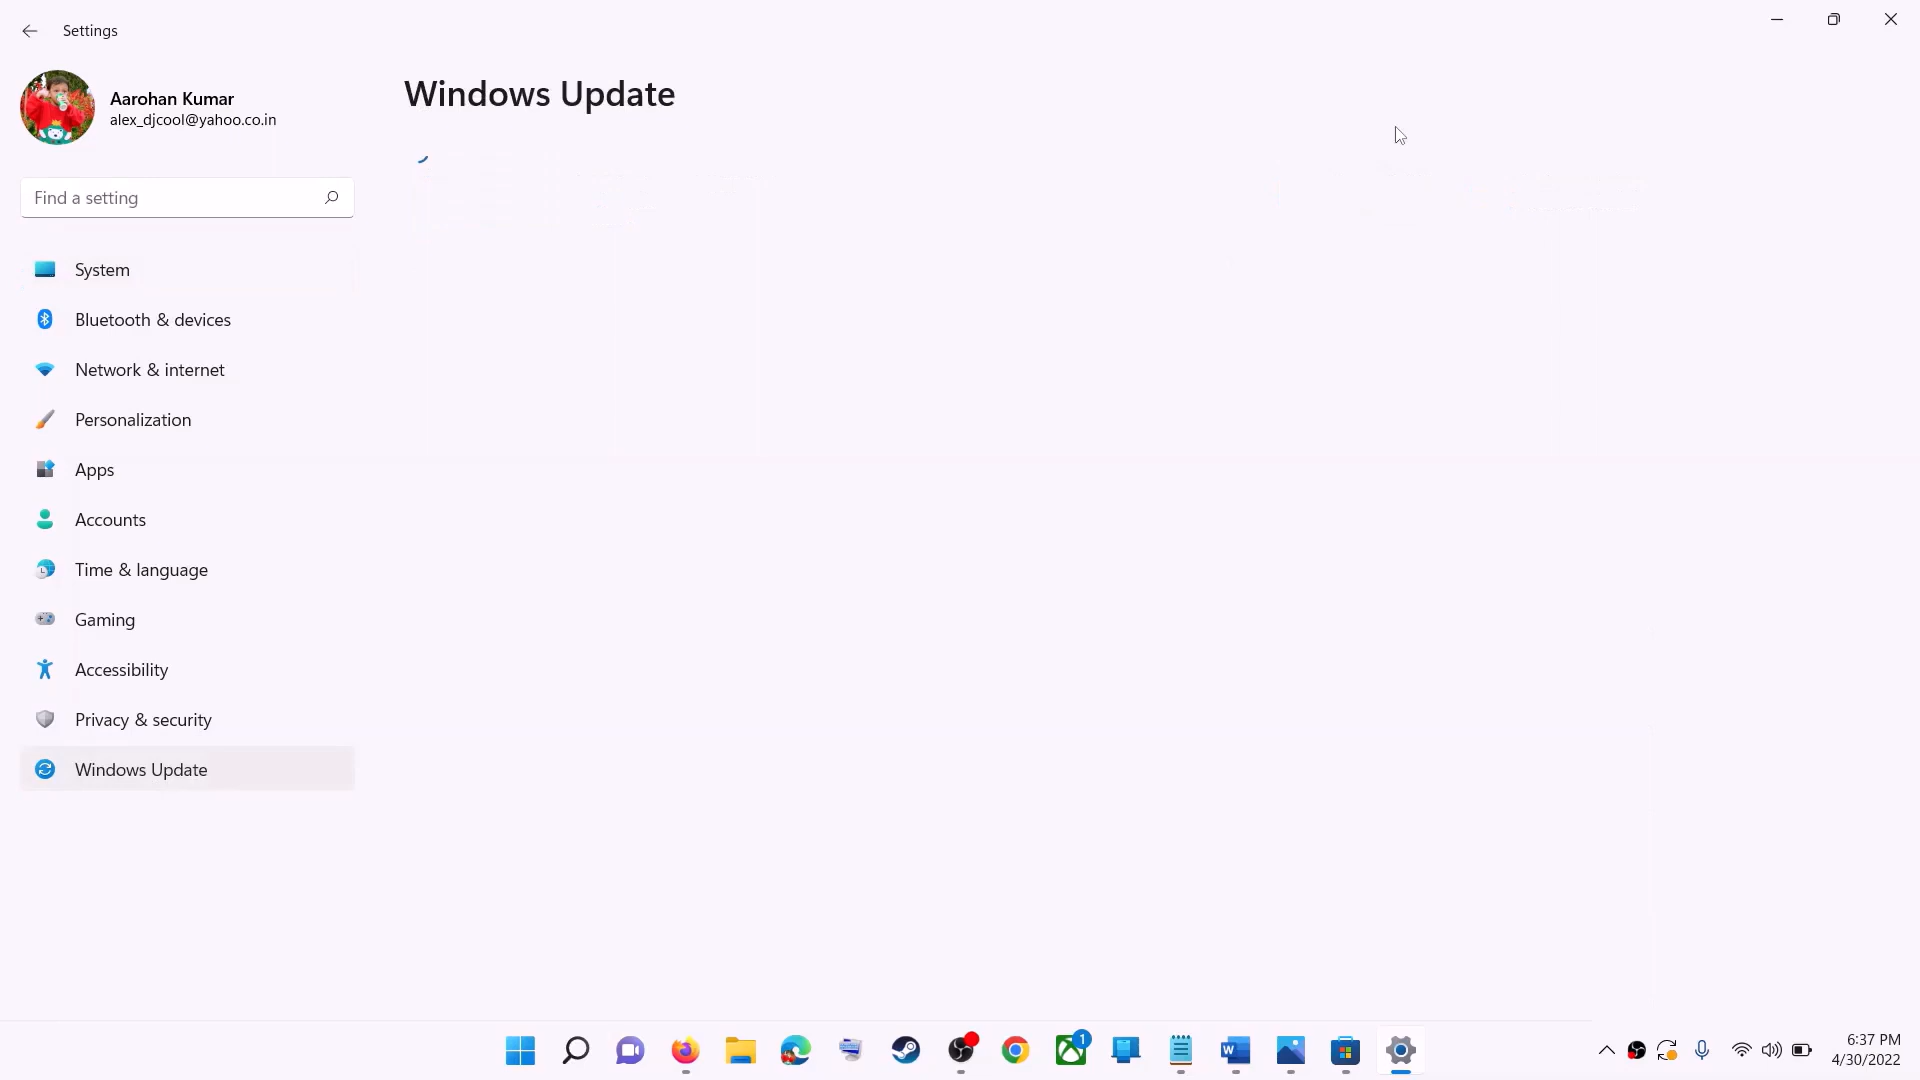 Settings
Aarohan Kumar
alex_djcool@yahoo.co.in
Windows Update
Find a setting
System
Bluetooth & devices
Network & internet
Personalization
Apps
Accounts
Time & language
Gaming
Accessibility
Privacy & security
Windows Update
1
6:37 PM
4/30/2022